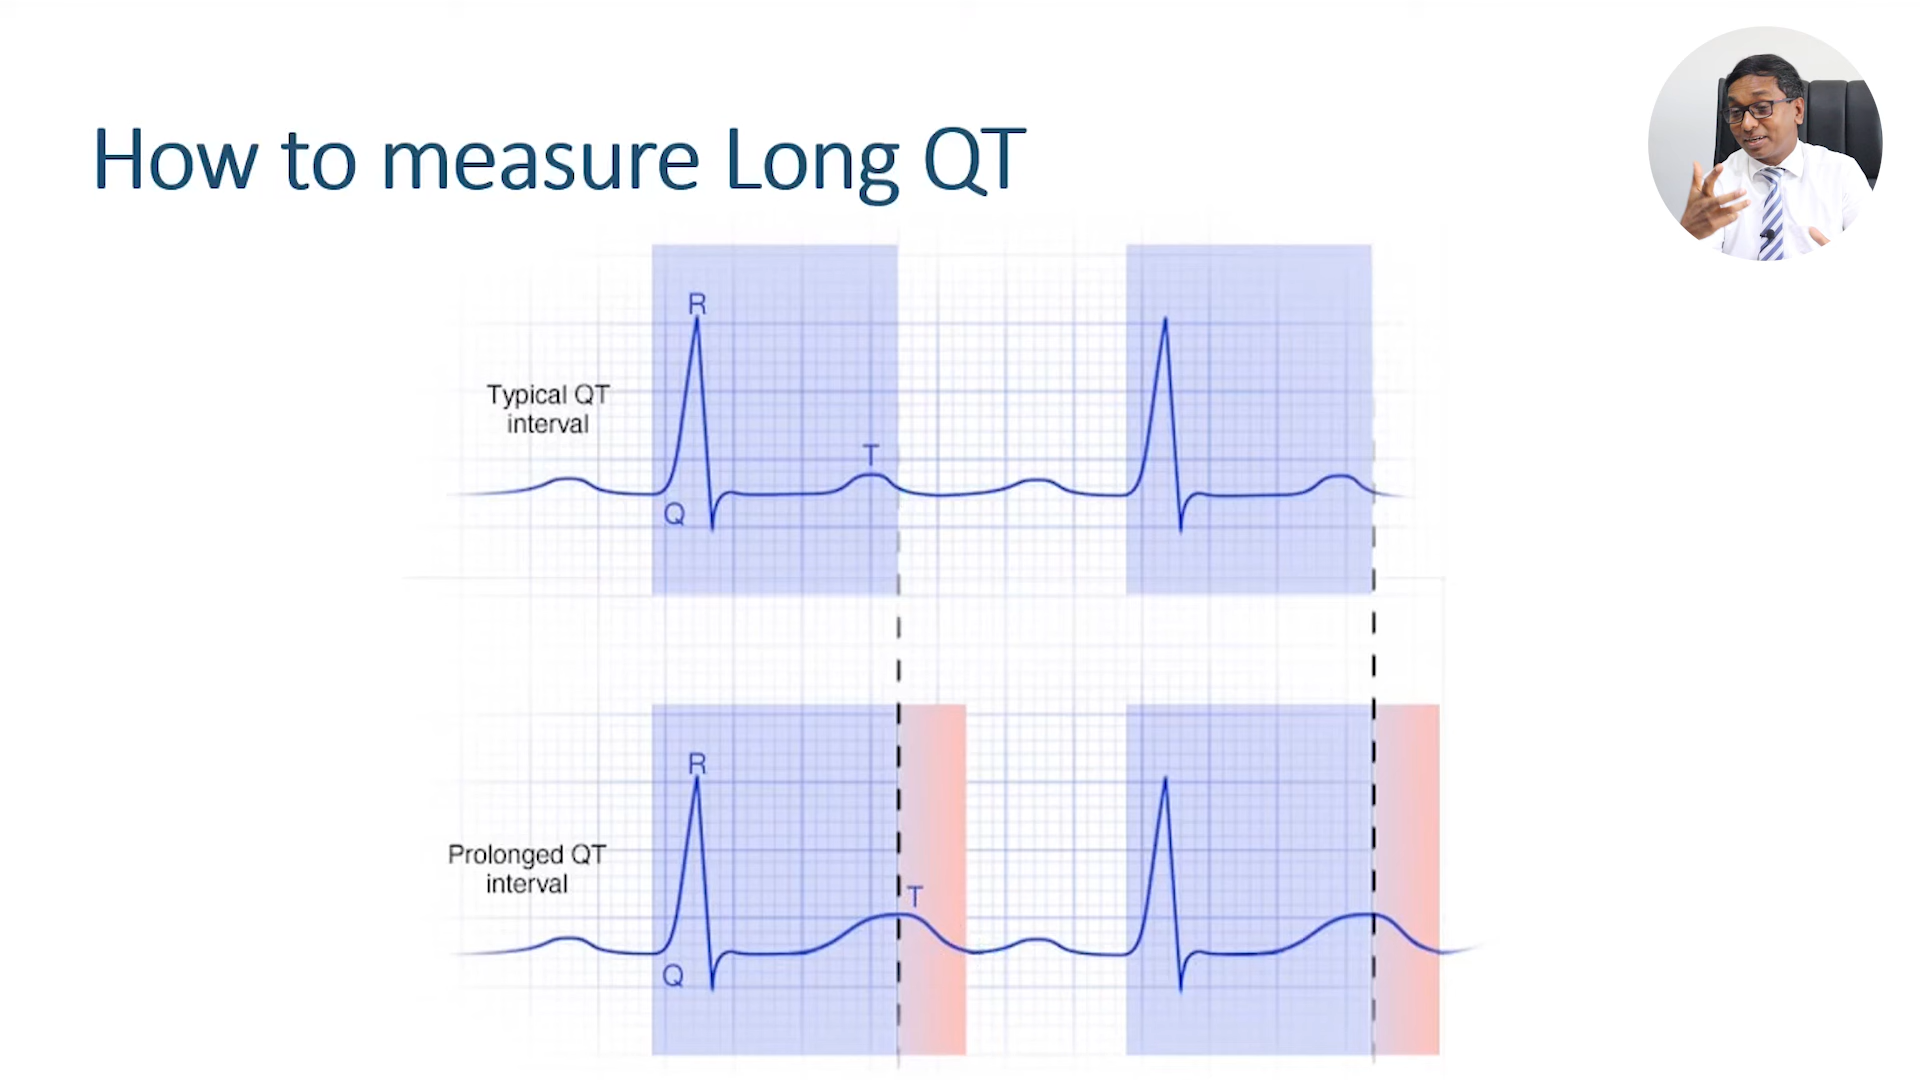 How to measure Long QT
R
Typical QT
interval
T
Q
R
Prolonged QT
interval
T
Q